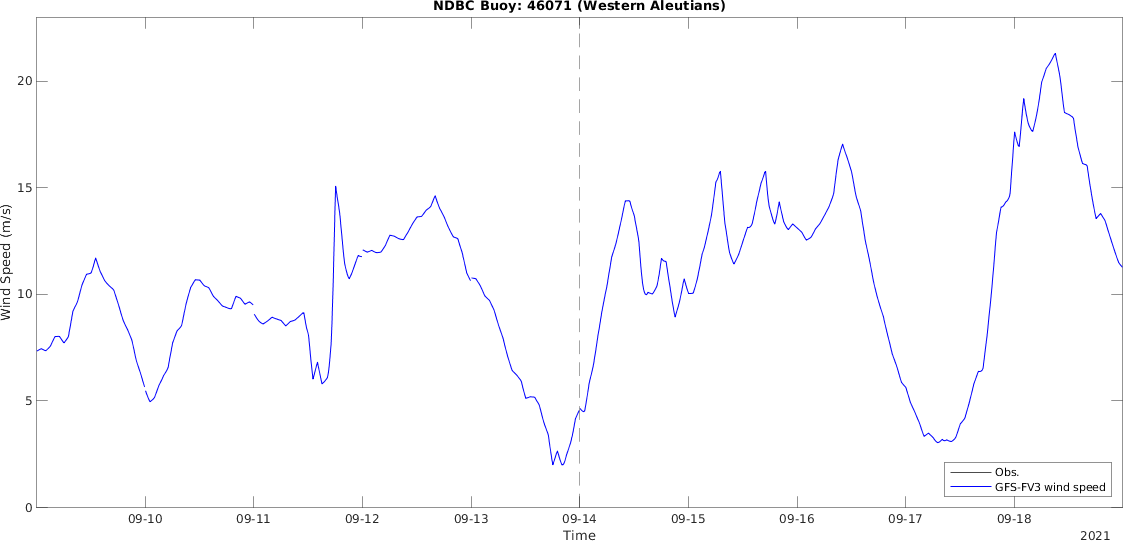 NDBC Buoy: 46071 (Western Aleutians)
Wind Speed (m/s)
20
15
10
5
0
09-10 09-11 09-12 09-13 09-14 09-15 09-16 09-17 09-18
Time
2021
Obs.
GFS-FV3 wind speed